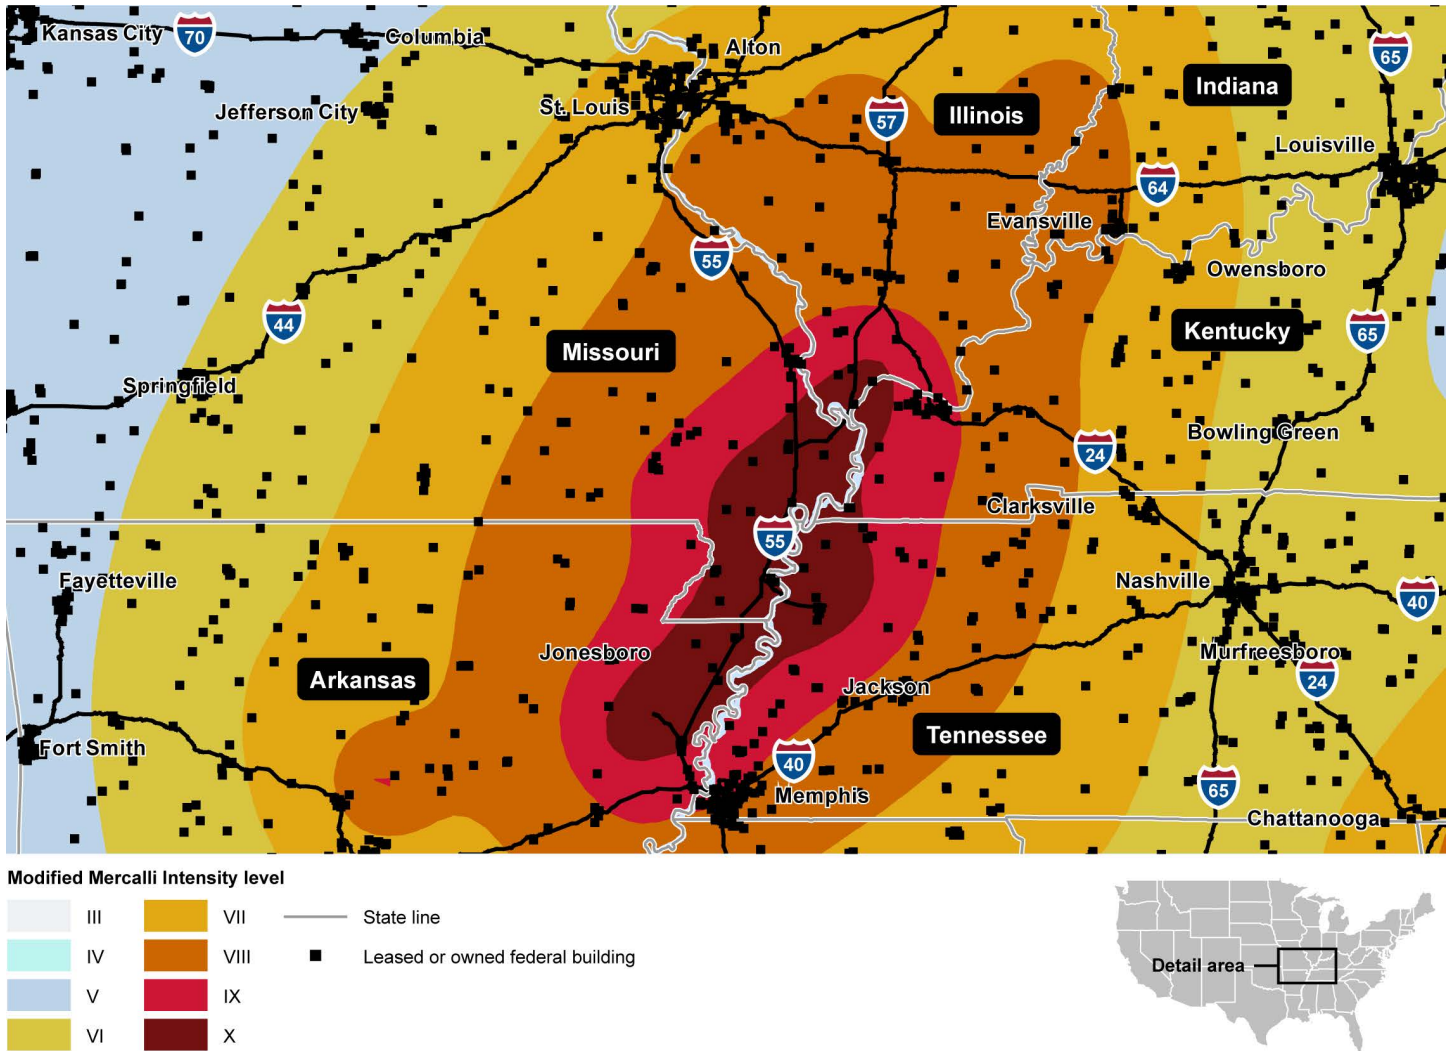 Kansas City
70
Columbia
Alton
65
Indiana
Jefferson City
St. Louis
57
Illinois
Louisville
64
Evansville
55
Owensboro
44
Missouri
Kentucky
65
Springfield
Bowling Green
24
Clarksville
55
Fayetteville
Nashville
40
Jonesboro
Murfreesboro
Arkansas
Jackson
24
Tennessee
Fort Smith
40
Memphis
65
Chattanooga
Modified Mercalli Intensity level
III
VII
State line
IV
VIII
Leased or owned federal building
V
IX
VI
X
Detail area